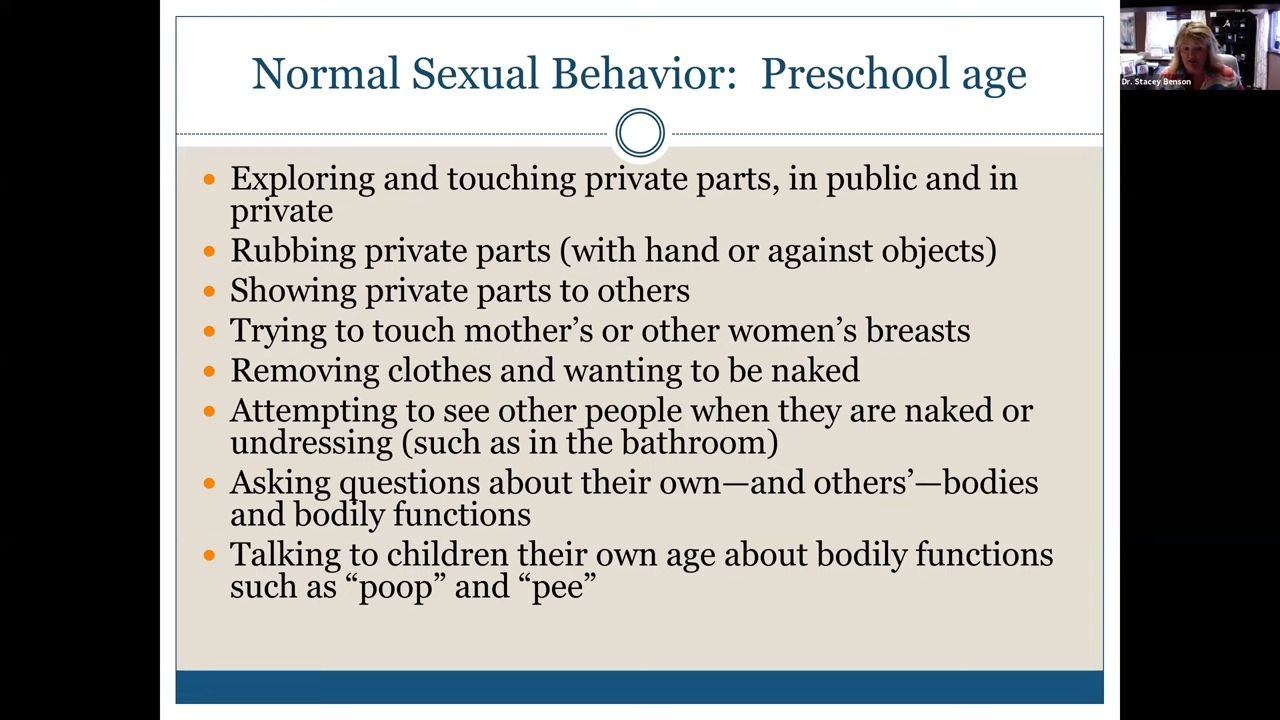 Normal Sexual Behavior: Preschool age
Dr. Stacey Benson
• Exploring and touching private parts, in public and in
private
• Rubbing private parts (with hand or against objects)
• Showing private parts to others
• Trying to touch mother’s or other women’s breasts
• Removing clothes and wanting to be naked
• Attempting to see other people when they are naked or
undressing (such as in the bathroom)
• Asking questions about their own—and others’—bodies
and bodily functions
• Talking to children their own age about bodily functions
such as “poop” and “pee”